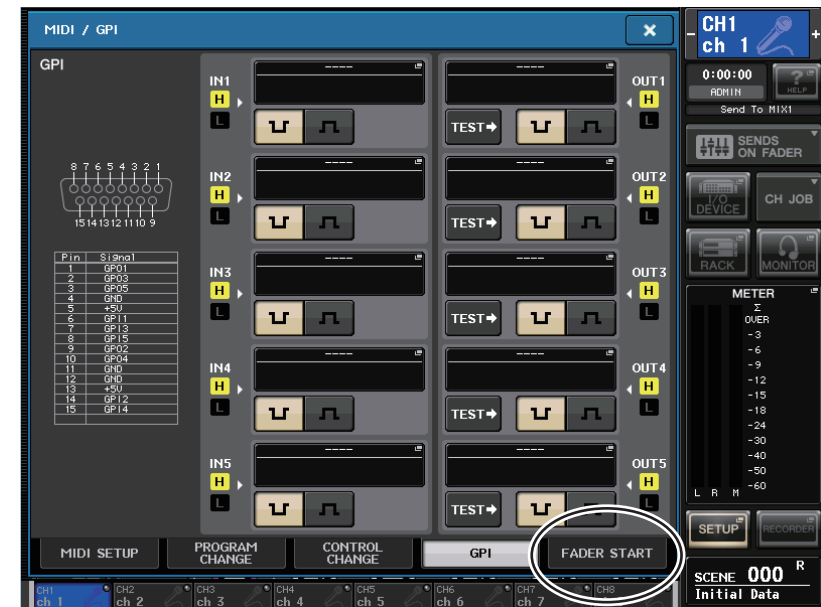 MIDI / GPI
GPI
8 7 6 5 4 3 2 1
15 14 13 12 11 10 9
Pin Signal
1 GPO1
2 GPO3
3 GPO5
4 GND
5 +5V
6 GPI1
7 GPI3
8 GPI5
9 GPO2
10 GPO4
11 GND
12 GND
13 +5V
14 GPI2
15 GPI4
IN1
H
L
----
----
TEST
OUT1
H
L
IN2
H
L
----
----
TEST
OUT2
H
L
IN3
H
L
----
----
TEST
OUT3
H
L
IN4
H
L
----
----
TEST
OUT4
H
L
IN5
H
L
----
----
TEST
OUT5
H
L
MIDI SETUP
PROGRAM CHANGE
CONTROL CHANGE
GPI
FADER START
- CH1 +
ch 1
0:00:00
ADMIN
?
HELP
Send To MIX1
SENDS ON FADER
I/O DEVICE
CH JOB
RACK
MONITOR
METER
Σ
OVER
-3
-6
-9
-12
-15
-18
-24
-30
-40
-50
-60
L R M
SETUP
RECORDER
SCENE 000 R
Initial Data
CH1 CH2 CH3 CH4 CH5 CH6 CH7 CH8
ch 1 ch 2 ch 3 ch 4 ch 5 ch 6 ch 7